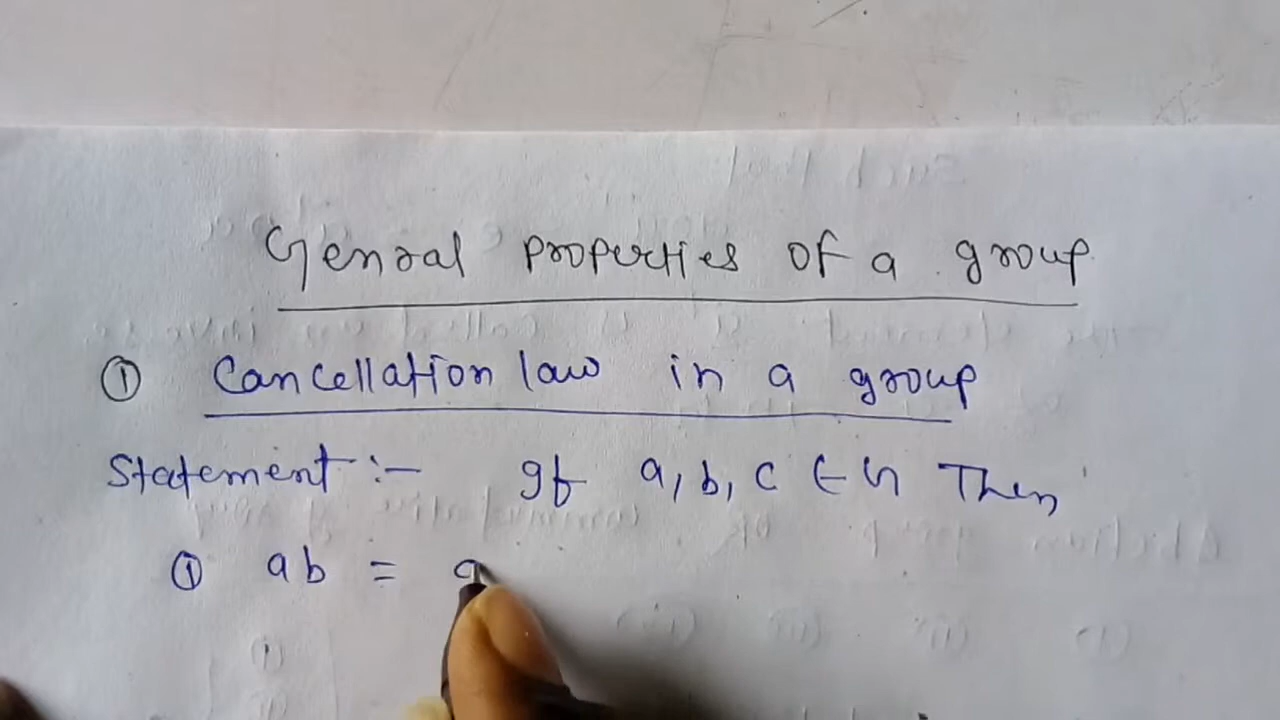 Genral properties of a group
① Cancellation law in a group
Statement :- If a, b, c ∈ G Then
① ab = a